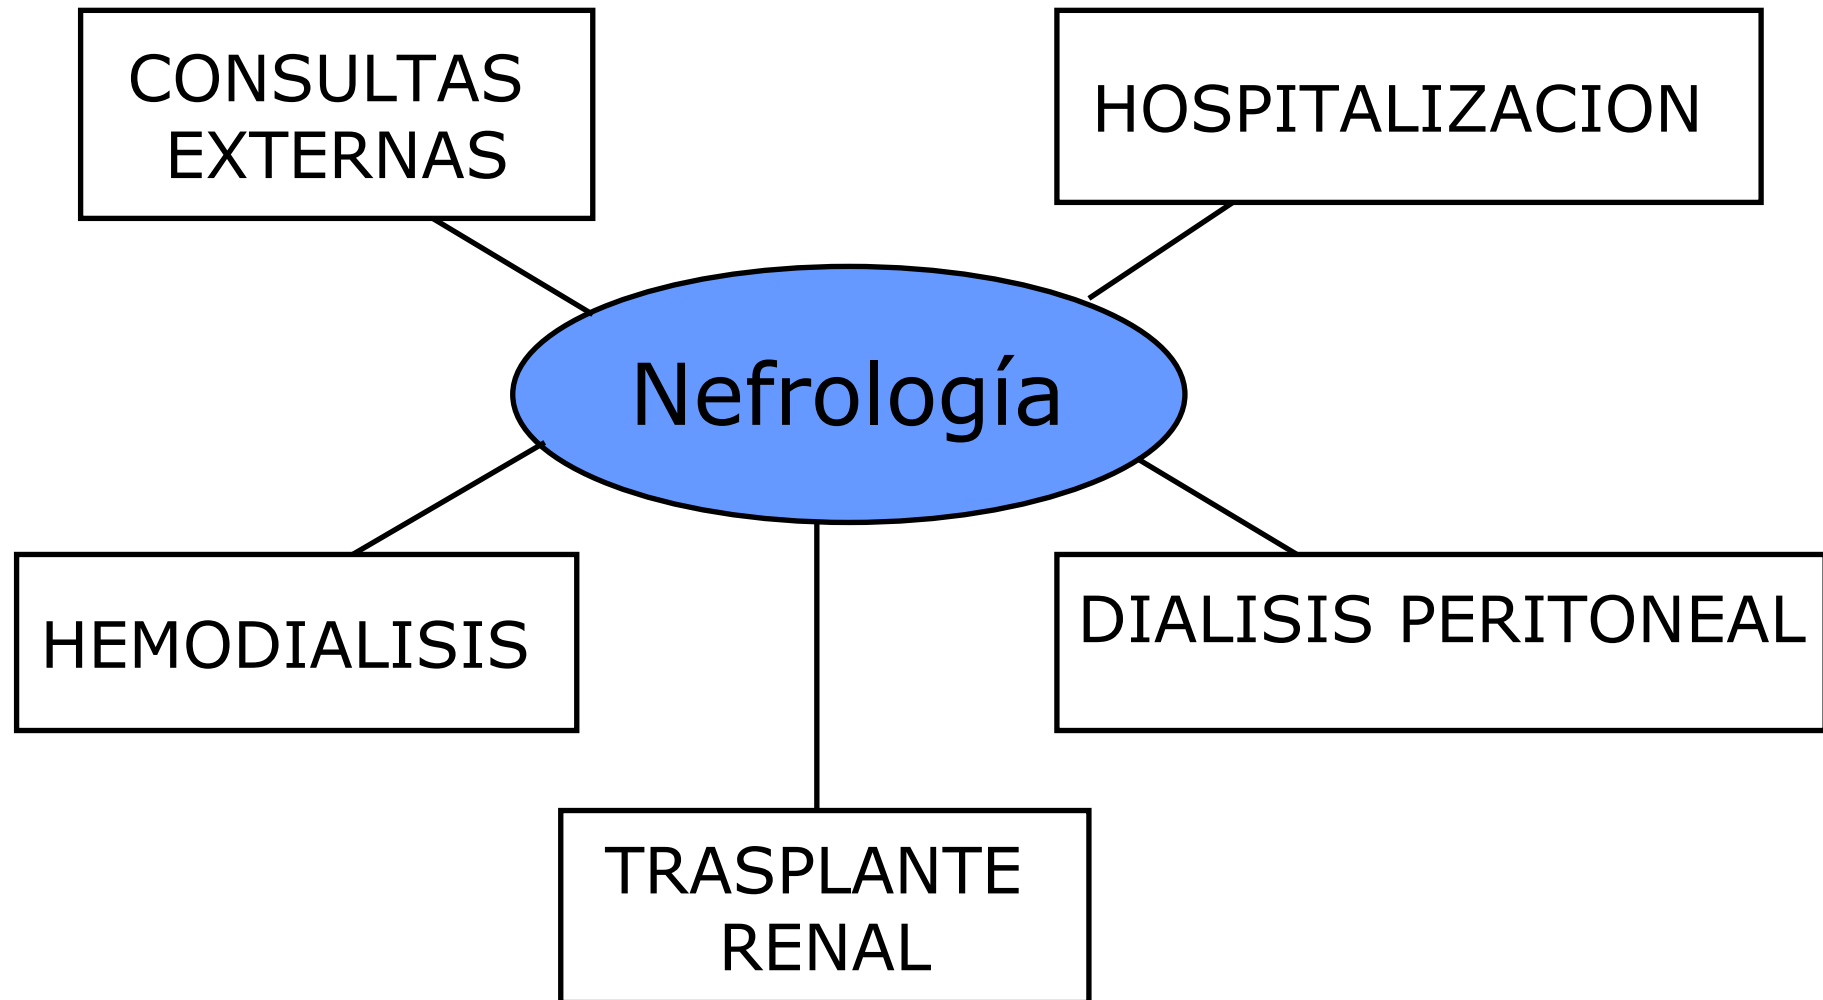 CONSULTAS
EXTERNAS
HOSPITALIZACION
Nefrología
HEMODIALISIS
DIALISIS PERITONEAL
TRASPLANTE
RENAL